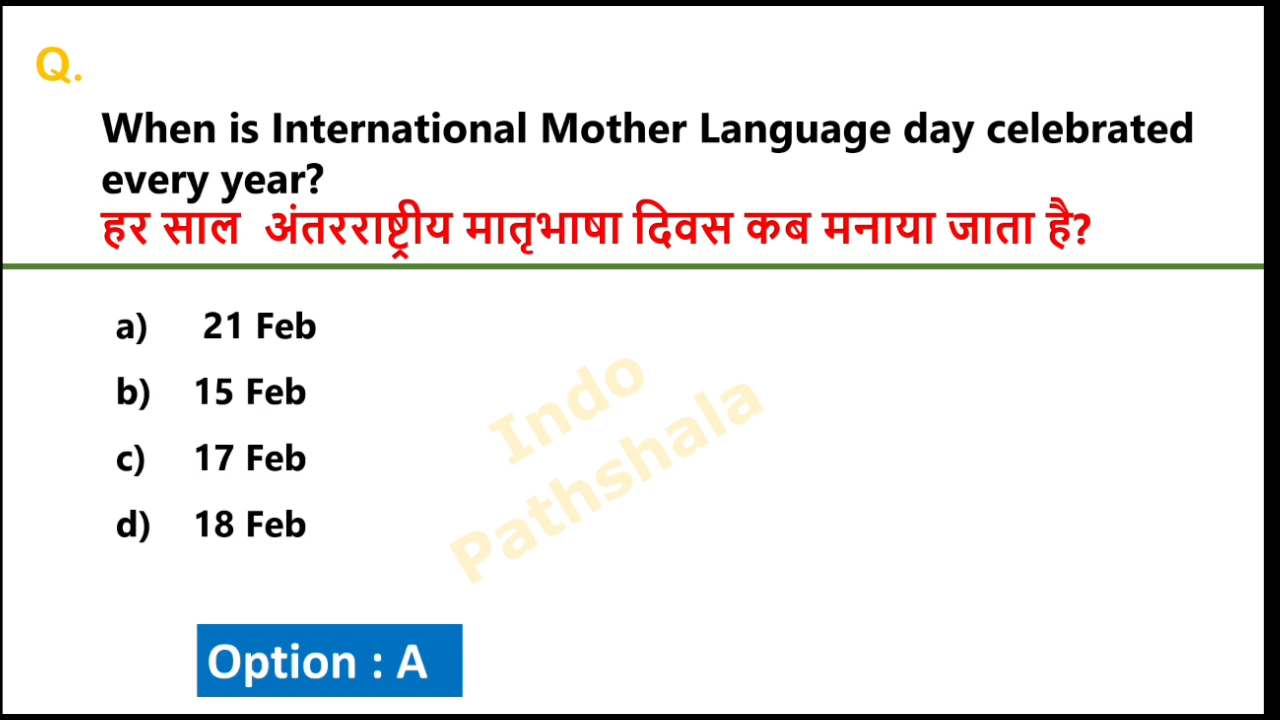 Q.
When is International Mother Language day celebrated
every year?
हर साल अंतरराष्ट्रीय मातृभाषा दिवस कब मनाया जाता है?
a) 21 Feb
b) 15 Feb
c) 17 Feb
d) 18 Feb
Indo
Pathshala
Option : A